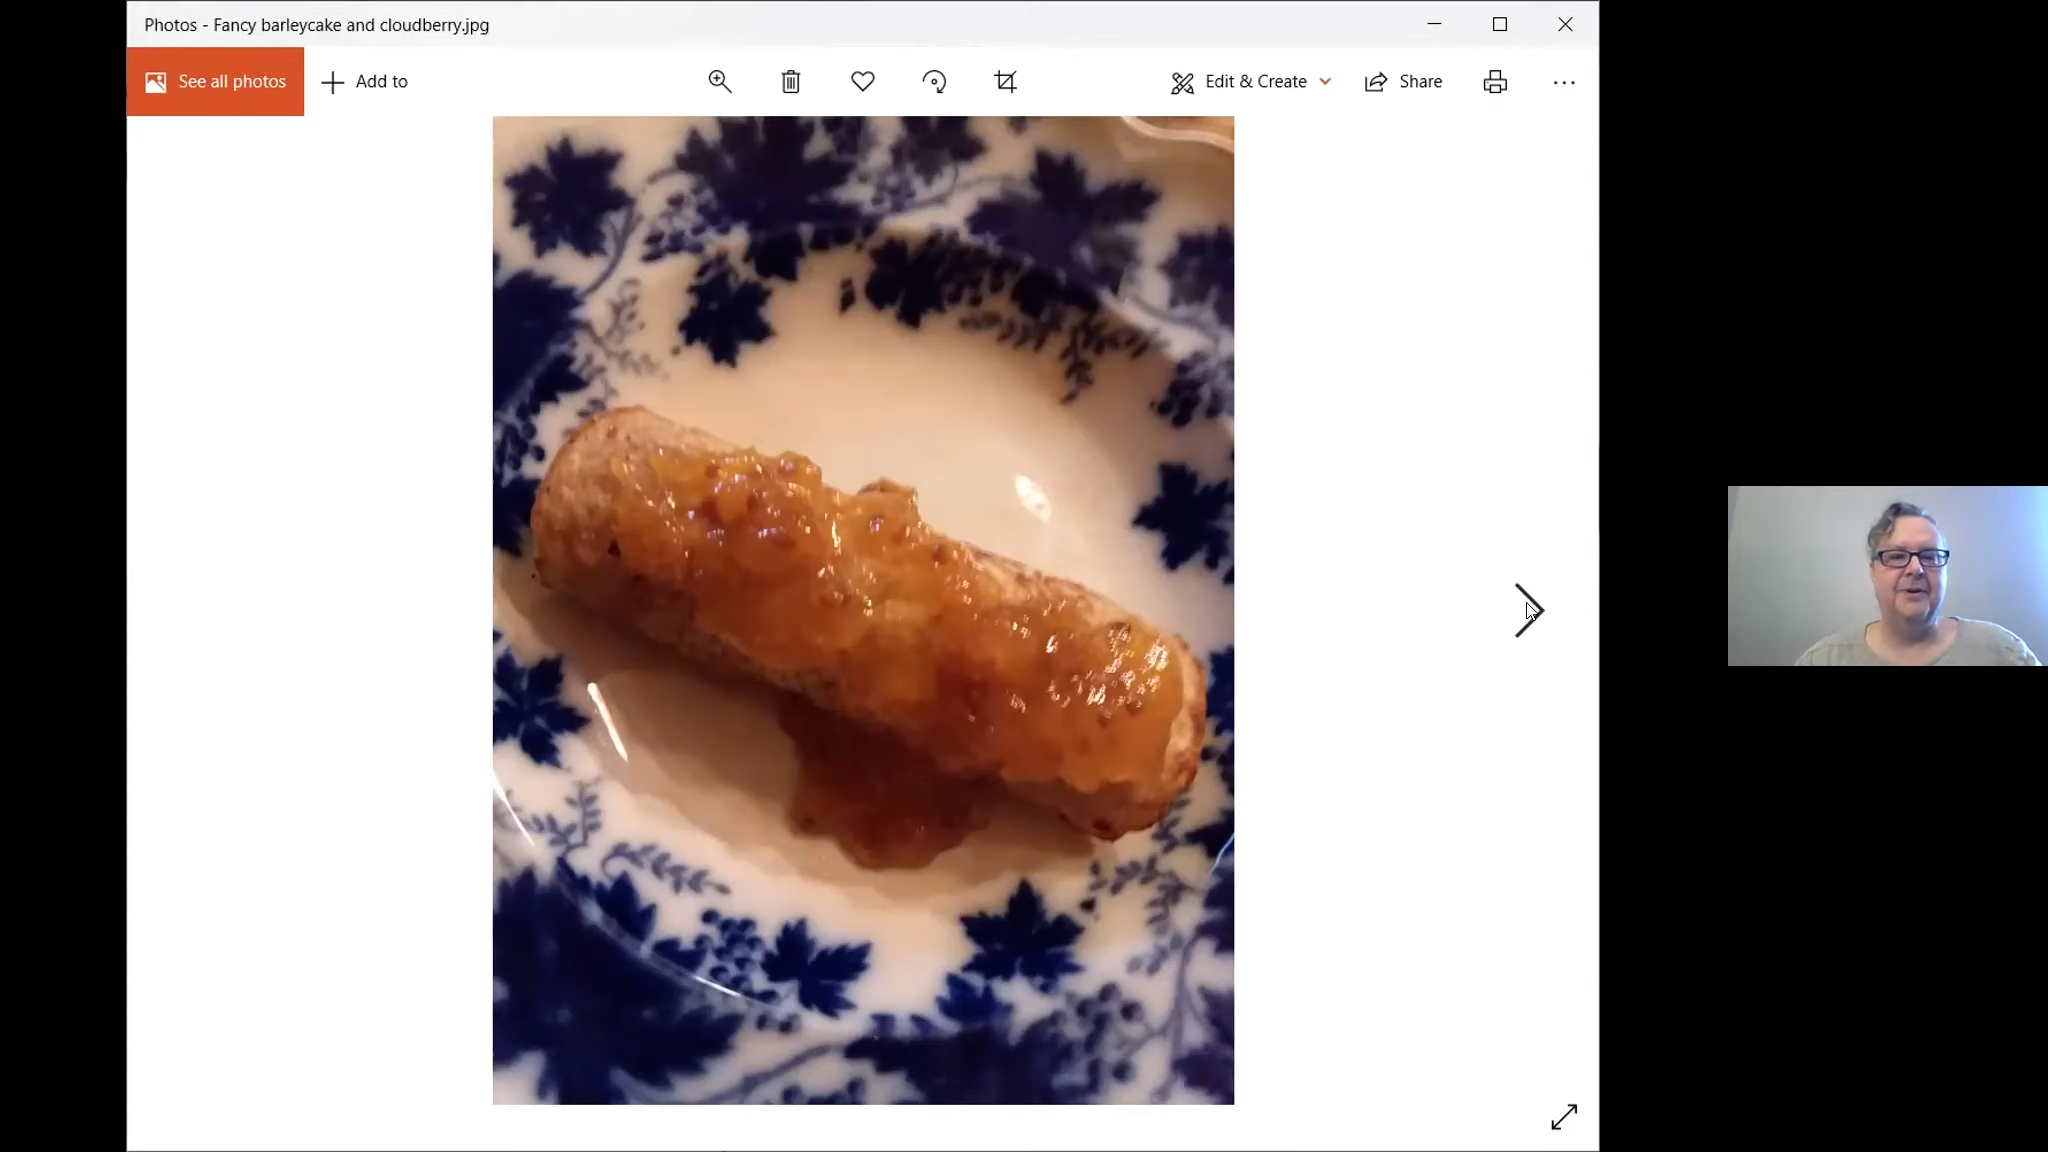 Photos - Fancy barleycake and cloudberry.jpg
See all photos
Add to
Edit & Create
Share